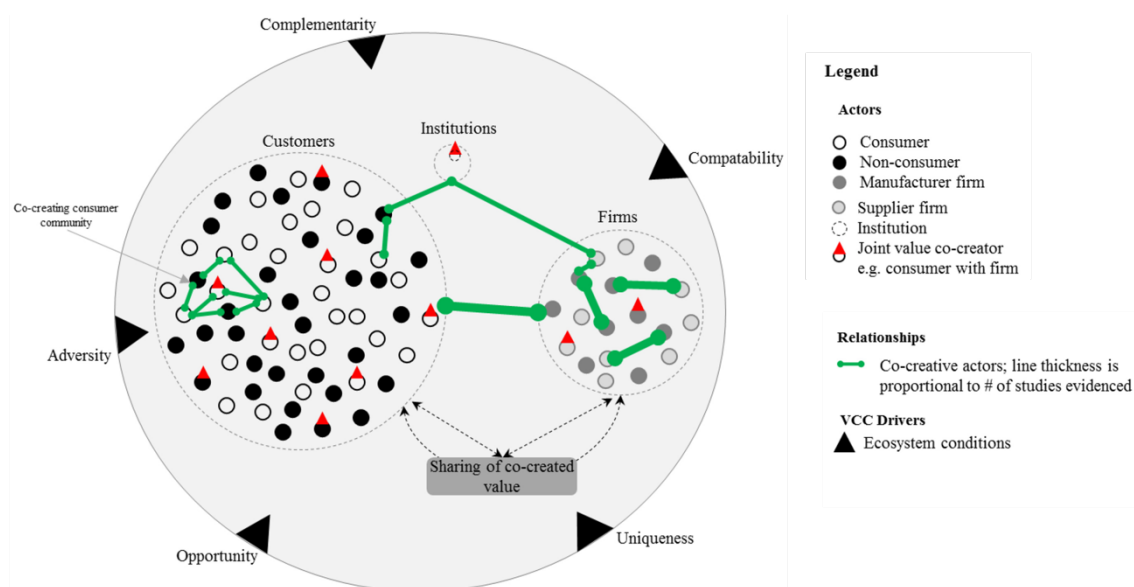 Complementarity
Institutions
Customers
Compatability
Co-creating consumer
community
Firms
Adversity
Sharing of co-created
value
Opportunity
Uniqueness
Legend
Actors
Consumer
Non-consumer
Manufacturer firm
Supplier firm
Institution
Joint value co-creator
e.g. consumer with firm
Relationships
Co-creative actors; line thickness is
proportional to # of studies evidenced
VCC Drivers
Ecosystem conditions